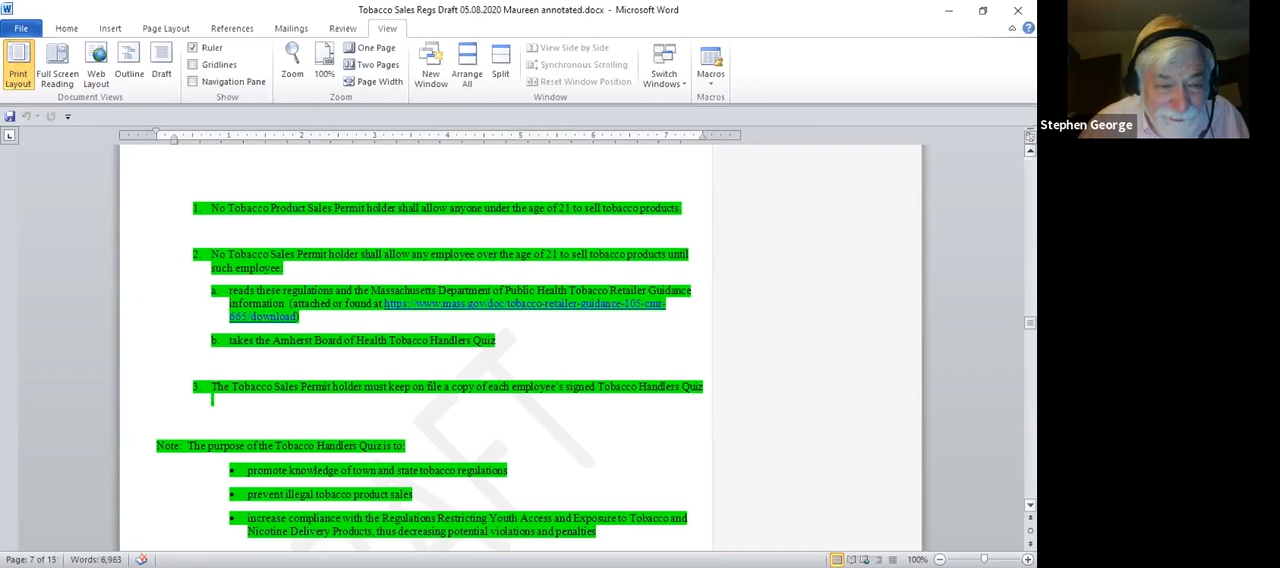 Tobacco Sales Regs Draft 05.08.2020 Maureen annotated.docx - Microsoft Word
File Home Insert Page Layout References Mailings Review View
Print Layout Full Screen Reading Web Layout Outline Draft
Ruler Gridlines Navigation Pane
Zoom 100% One Page Two Pages Page Width
New Window Arrange All Split
View Side by Side Synchronous Scrolling Reset Window Position
Switch Windows Macros
Document Views Show Zoom Window Macros
Stephen George
1 2 3 4 5 6 7
1. No Tobacco Product Sales Permit holder shall allow anyone under the age of 21 to sell tobacco products.
2. No Tobacco Sales Permit holder shall allow any employee over the age of 21 to sell tobacco products until
such employee:
a. reads these regulations and the Massachusetts Department of Public Health Tobacco Retailer Guidance
information (attached or found at https://www.mass.gov/doc/tobacco-retailer-guidance-105-cmr-
665/download)
b. takes the Amherst Board of Health Tobacco Handlers Quiz
3. The Tobacco Sales Permit holder must keep on file a copy of each employee's signed Tobacco Handlers Quiz
.
Note: The purpose of the Tobacco Handlers Quiz is to:
• promote knowledge of town and state tobacco regulations
• prevent illegal tobacco product sales
• increase compliance with the Regulations Restricting Youth Access and Exposure to Tobacco and
Nicotine Delivery Products, thus decreasing potential violations and penalties
Page: 7 of 15 Words: 6,963 100%